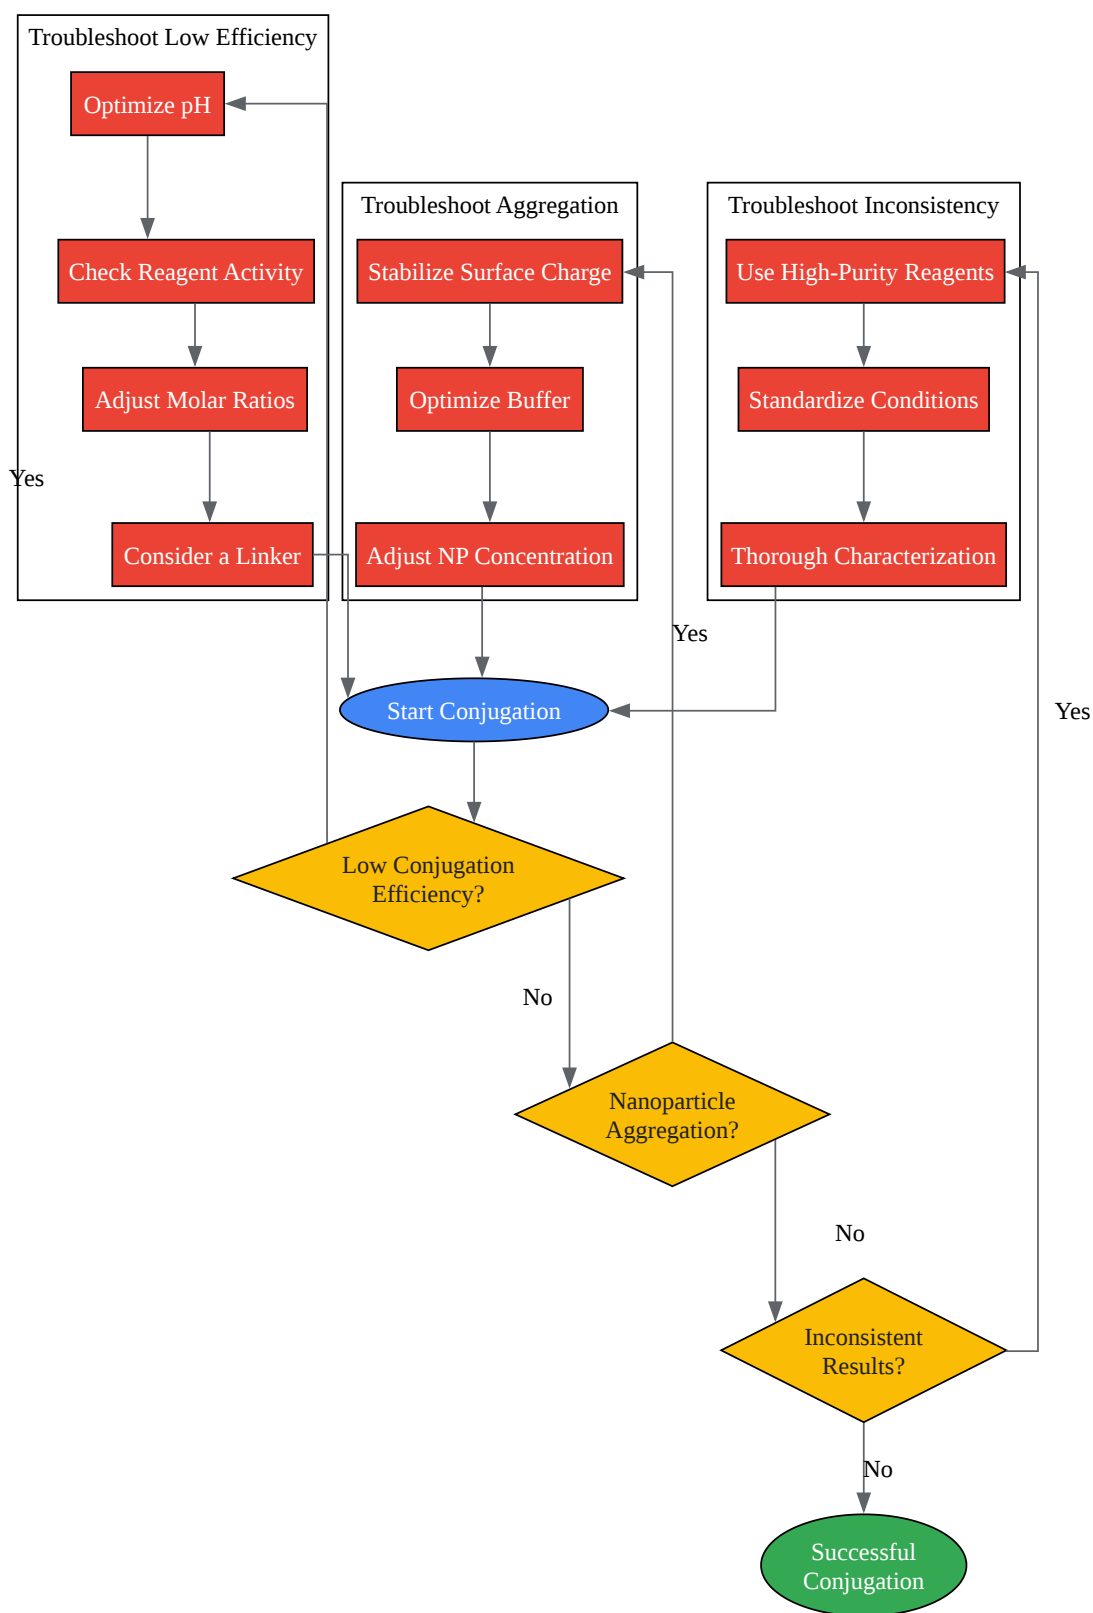 Troubleshoot Low Efficiency
Optimize pH
Check Reagent Activity
Adjust Molar Ratios
Yes
Consider a Linker
Troubleshoot Aggregation
Stabilize Surface Charge
Optimize Buffer
Adjust NP Concentration
Troubleshoot Inconsistency
Use High-Purity Reagents
Standardize Conditions
Thorough Characterization
Yes
Start Conjugation
Yes
Low Conjugation
Efficiency?
No
Nanoparticle
Aggregation?
No
Inconsistent
Results?
No
Successful
Conjugation